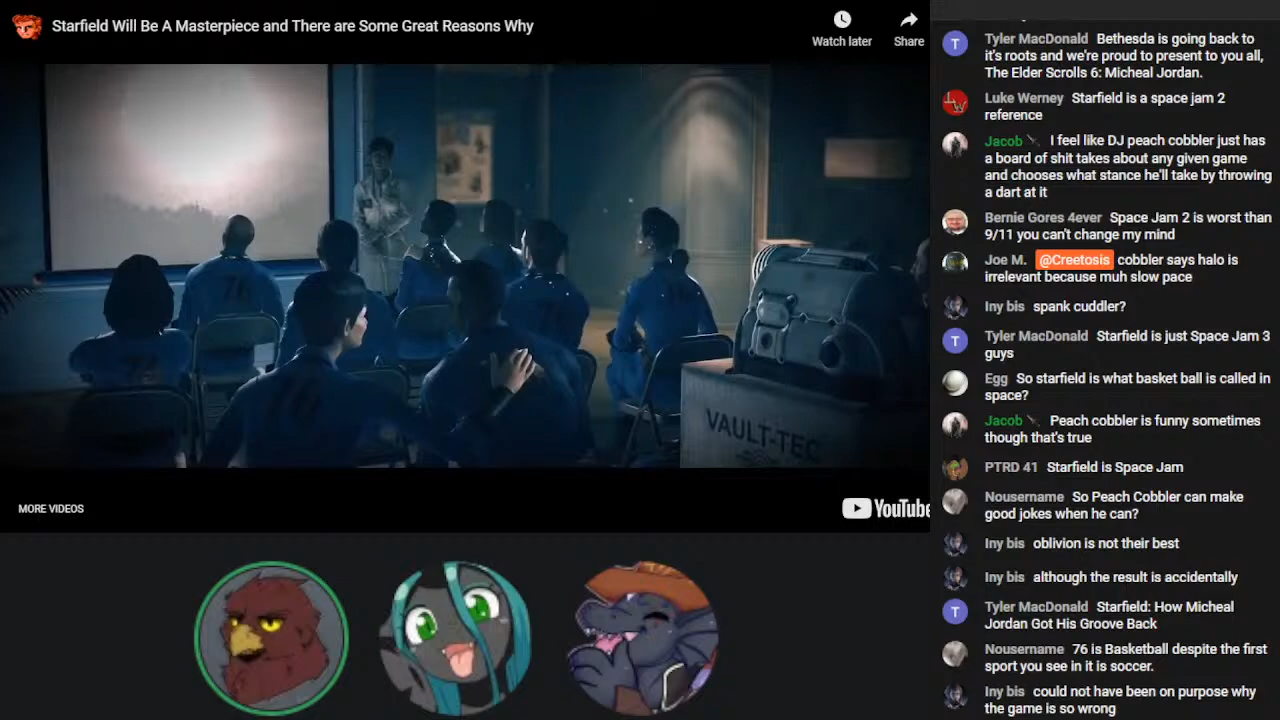 Starfield Will Be A Masterpiece and There are Some Great Reasons Why
Watch later
Share
76
VAULT-TEC
MORE VIDEOS
YouTube
Tyler MacDonald Bethesda is going back to
it's roots and we're proud to present to you all,
The Elder Scrolls 6: Micheal Jordan.
Luke Werney Starfield is a space jam 2
reference
Jacob I feel like DJ peach cobbler just has
a board of shit takes about any given game
and chooses what stance he'll take by throwing
a dart at it
Bernie Gores 4ever Space Jam 2 is worst than
9/11 you can't change my mind
Joe M. @Creetosis cobbler says halo is
irrelevant because muh slow pace
Iny bis spank cuddler?
T
Tyler MacDonald Starfield is just Space Jam 3
guys
Egg So starfield is what basket ball is called in
space?
Jacob Peach cobbler is funny sometimes
though that's true
PTRD 41 Starfield is Space Jam
Nousername So Peach Cobbler can make
good jokes when he can?
Iny bis oblivion is not their best
Iny bis although the result is accidentally
T
Tyler MacDonald Starfield: How Micheal
Jordan Got His Groove Back
Nousername 76 is Basketball despite the first
sport you see in it is soccer.
Iny bis could not have been on purpose why
the game is so wrong